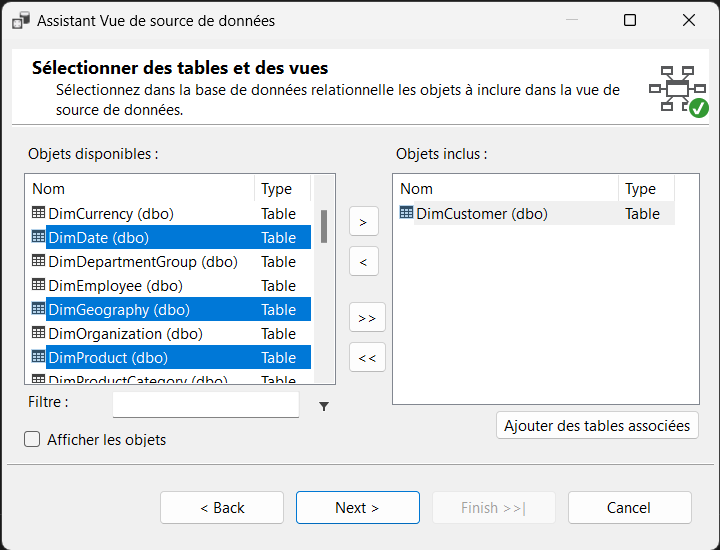 Assistant Vue de source de données
Sélectionner des tables et des vues
Sélectionnez dans la base de données relationnelle les objets à inclure dans la vue de
source de données.
Objets disponibles :
Nom Type
DimCurrency (dbo) Table
DimDate (dbo) Table
DimDepartmentGroup (dbo) Table
DimEmployee (dbo) Table
DimGeography (dbo) Table
DimOrganization (dbo) Table
DimProduct (dbo) Table
DimProductCategory (dbo) Table
Filtre :
Afficher les objets
>
<
>>
<<
Objets inclus :
Nom Type
DimCustomer (dbo) Table
Ajouter des tables associées
< Back
Next >
Finish >>|
Cancel